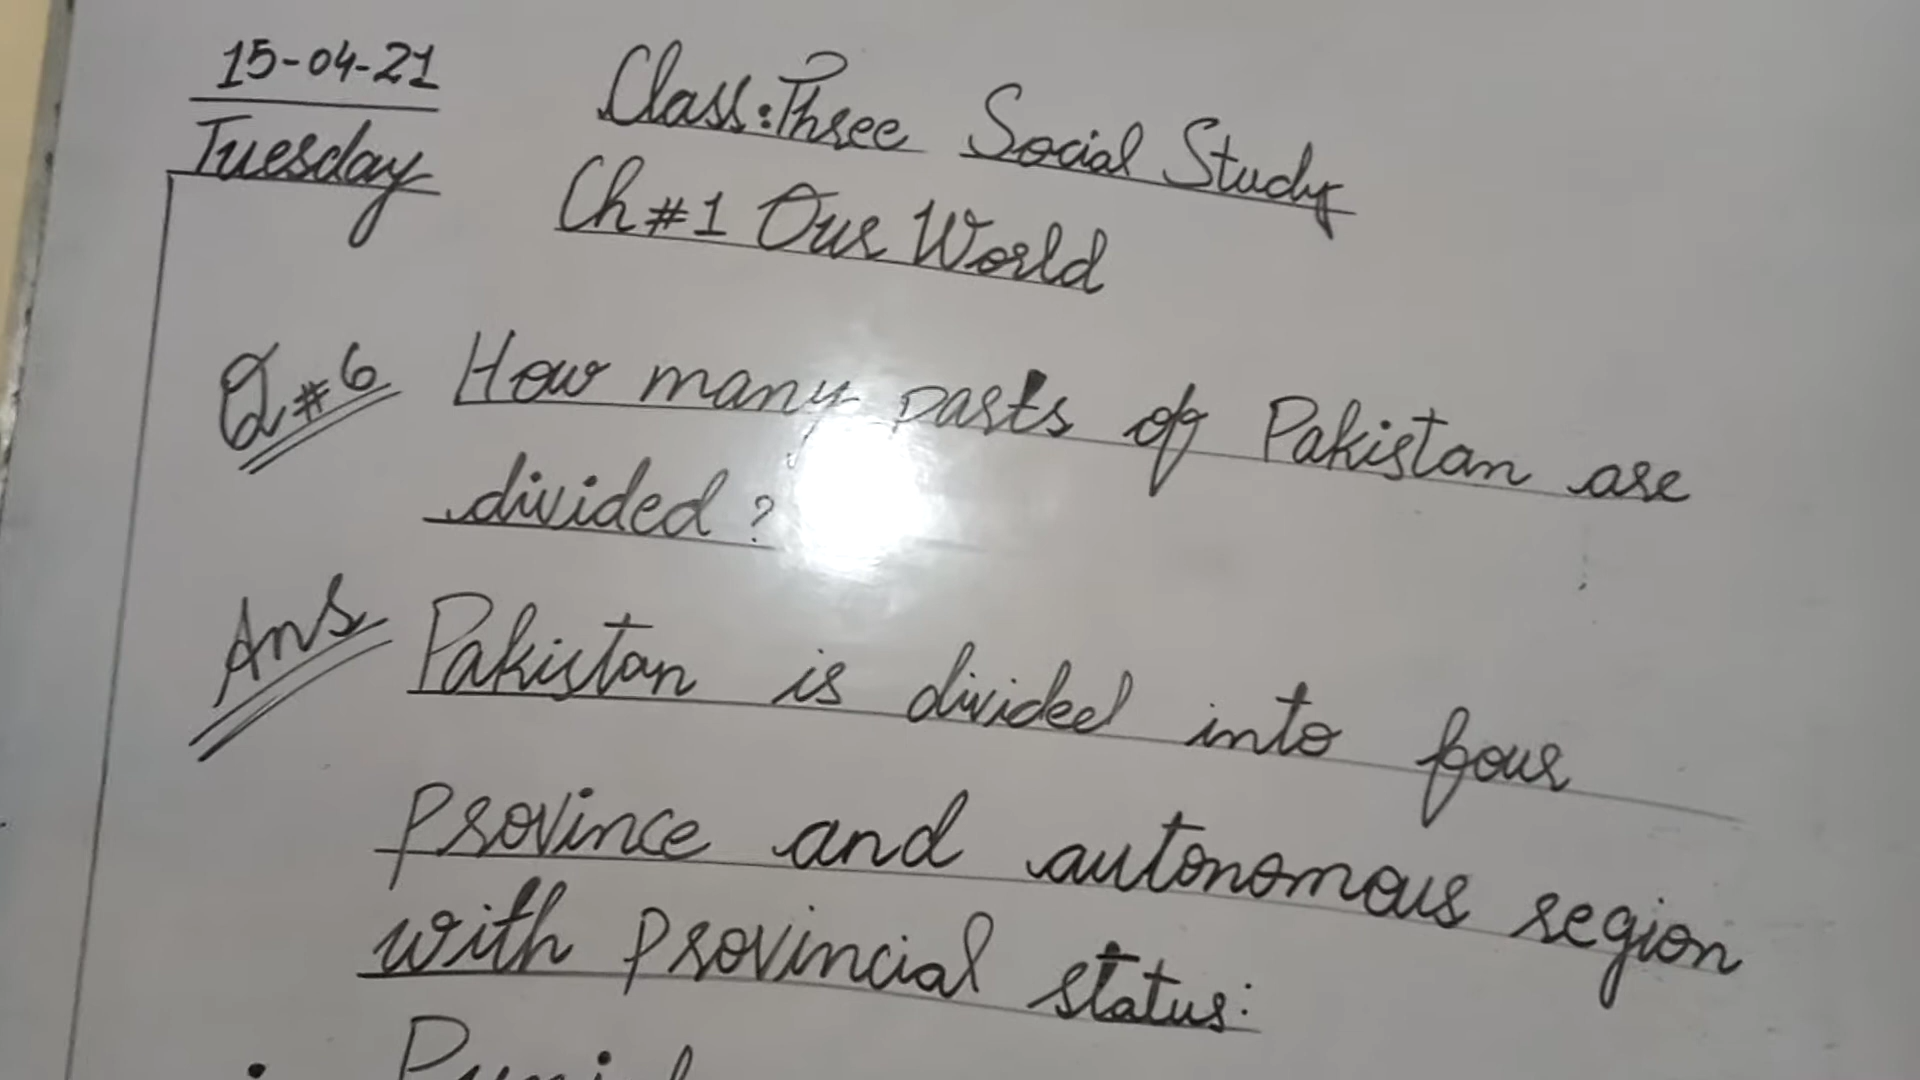 15-04-21
Tuesday
Class:Three Social Study
Ch#1 Our World
Q#6 How many parts of Pakistan are
divided?
Ans Pakistan is divided into four
province and autonomous region
with provincial status: